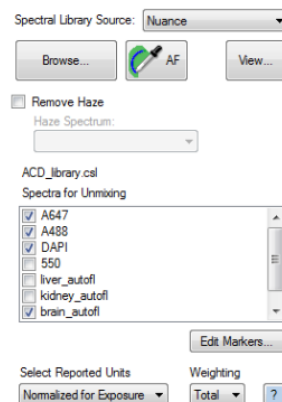 Spectral Library Source: Nuance
Browse... AF View...
Remove Haze
Haze Spectrum:
ACD_library.csl
Spectra for Unmixing
A647
A488
DAPI
550
liver_autofl
kidney_autofl
brain_autofl
Edit Markers...
Select Reported Units Weighting
Normalized for Exposure Total ?